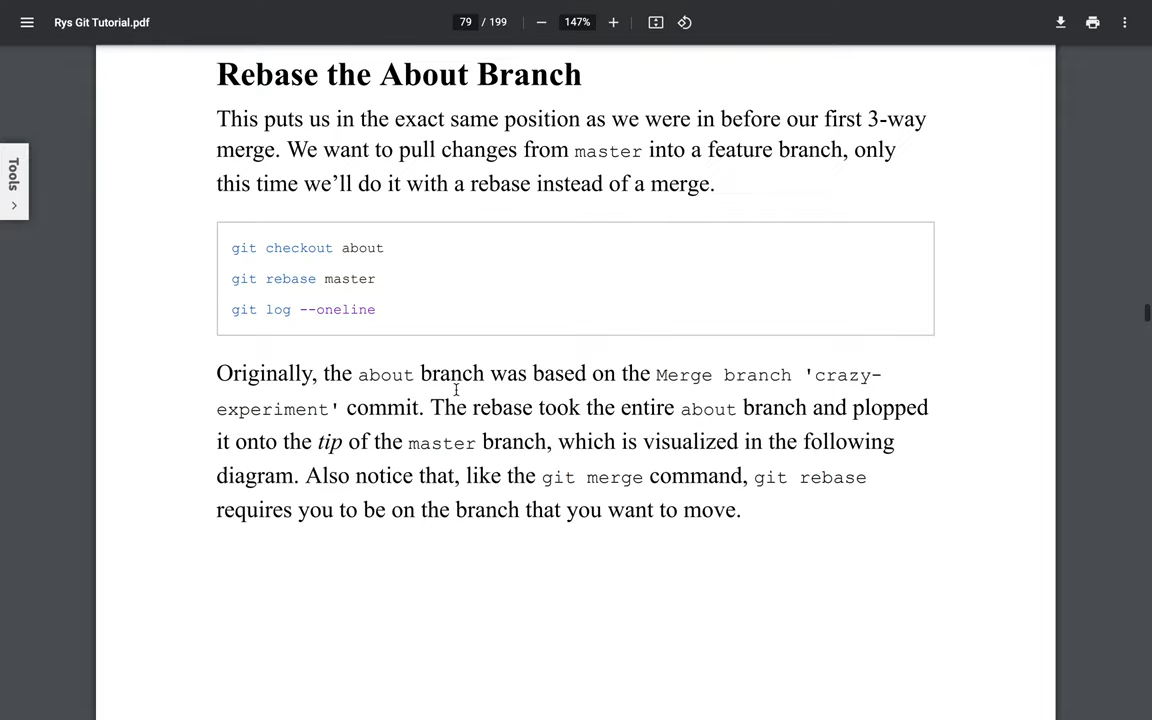 Rys Git Tutorial.pdf
79 / 199
147%
Tools
Rebase the About Branch
This puts us in the exact same position as we were in before our first 3-way
merge. We want to pull changes from master into a feature branch, only
this time we’ll do it with a rebase instead of a merge.
git checkout about
git rebase master
git log --oneline
Originally, the about branch was based on the Merge branch 'crazy-
experiment' commit. The rebase took the entire about branch and plopped
it onto the tip of the master branch, which is visualized in the following
diagram. Also notice that, like the git merge command, git rebase
requires you to be on the branch that you want to move.